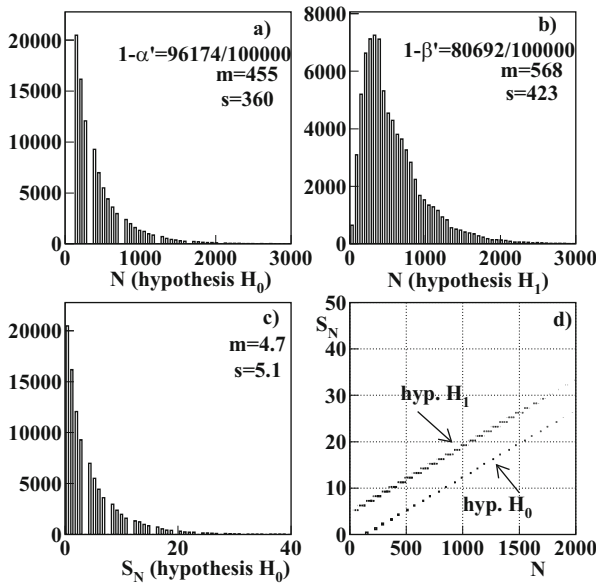 a)
1-α'=96174/100000
m=455
s=360
20000
15000
10000
5000
0
0 1000 2000 3000
N (hypothesis H₀)
b)
1-β'=80692/100000
m=568
s=423
8000
6000
4000
2000
0
0 1000 2000 3000
N (hypothesis H₁)
c)
m=4.7
s=5.1
20000
15000
10000
5000
0
0 20 40
S_N (hypothesis H₀)
d)
50
S_N
40
30
20
10
0
hyp. H₁
hyp. H₀
0 500 1000 1500 2000
N